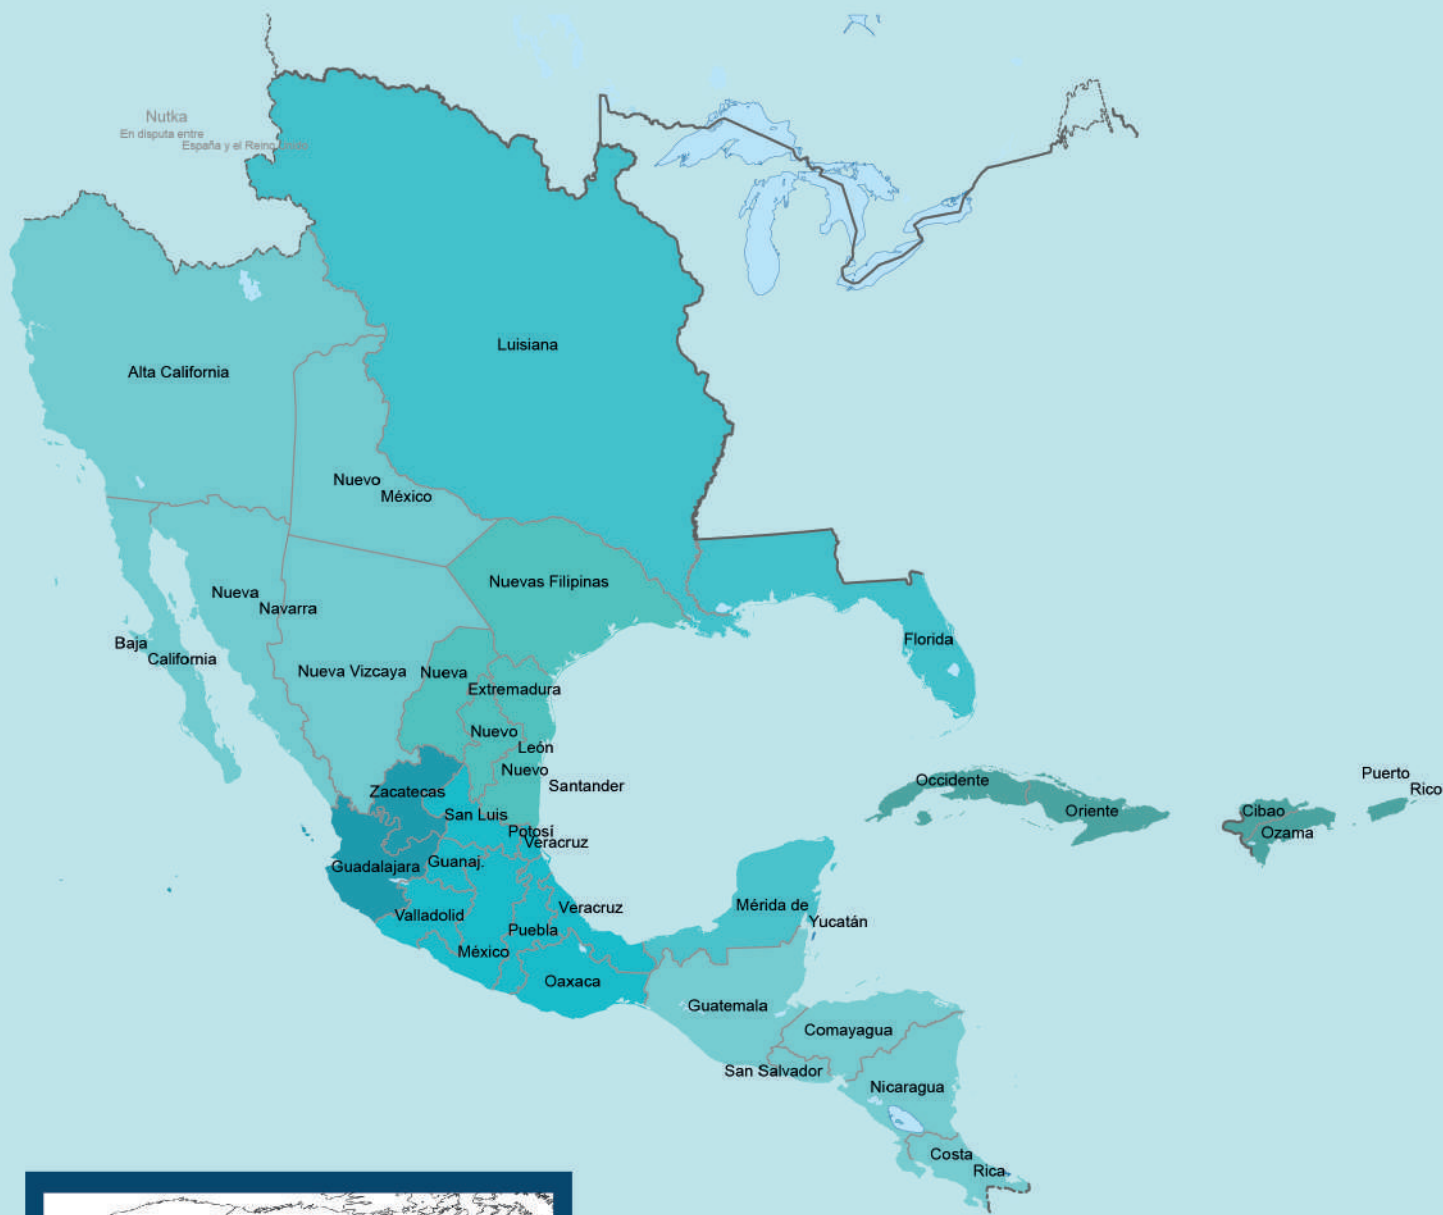 Nutka
En disputa entre
España y el Reino Unido
Luisiana
Alta California
Nuevo
México
Nuevas Filipinas
Nueva
Navarra
Florida
Baja
California
Nueva Vizcaya
Nueva
Extremadura
Nuevo
León
Nuevo
Santander
Zacatecas
San Luis
Potosí
Veracruz
Occidente
Oriente
Puerto
Rico
Cibao
Ozama
Guadalajara
Guanaj.
Valladolid
Veracruz
Puebla
México
Oaxaca
Mérida de
Yucatán
Guatemala
Comayagua
San Salvador
Nicaragua
Costa
Rica